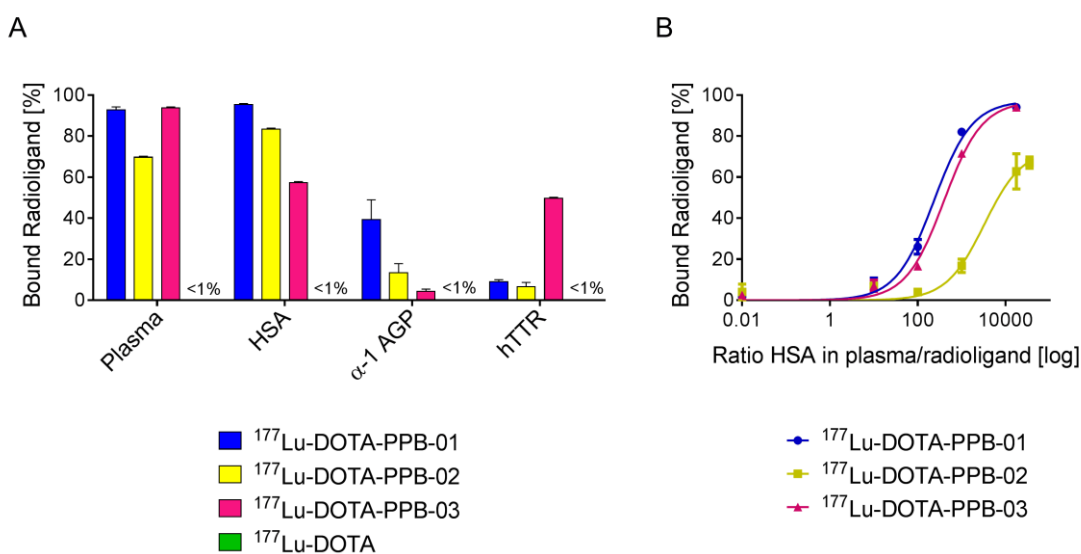 A
B
Bound Radioligand [%]
100
80
60
40
20
0
<1%
<1%
<1%
<1%
Plasma
HSA
α-1 AGP
hTTR
Bound Radioligand [%]
100
80
60
40
20
0
0.01
1
100
10000
Ratio HSA in plasma/radioligand [log]
¹⁷⁷Lu-DOTA-PPB-01
¹⁷⁷Lu-DOTA-PPB-02
¹⁷⁷Lu-DOTA-PPB-03
¹⁷⁷Lu-DOTA
¹⁷⁷Lu-DOTA-PPB-01
¹⁷⁷Lu-DOTA-PPB-02
¹⁷⁷Lu-DOTA-PPB-03